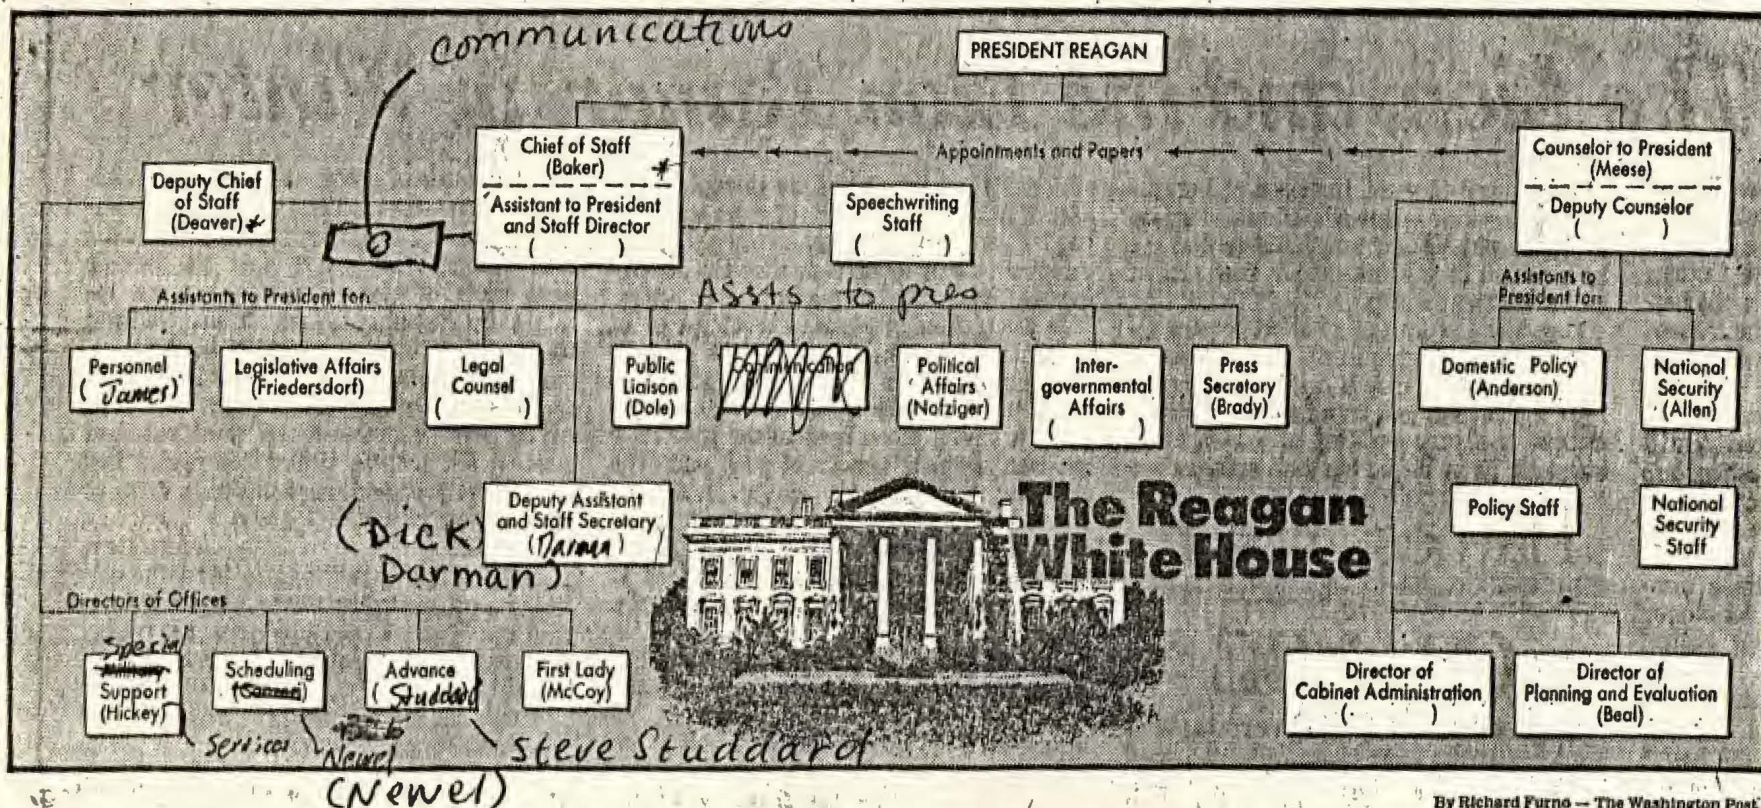 communications
PRESIDENT REAGAN
Chief of Staff
(Baker) *
Assistant to President
and Staff Director
( )
Appointments and Papers
Counselor to President
(Meese)
Deputy Counselor
( )
Deputy Chief
of Staff
(Deaver) *
Speechwriting
Staff
( )
Assistants to President for:
Assts to pres
Assistants to
President for:
Personnel
(James)
Legislative Affairs
(Friedersdorf)
Legal
Counsel
( )
Public
Liaison
(Dole)
Political
Affairs
(Nofziger)
Inter-
governmental
Affairs
( )
Press
Secretary
(Brady)
Domestic Policy
(Anderson)
National
Security
(Allen)
Deputy Assistant
and Staff Secretary
(Darman)
(Dick)
Darman)
The Reagan
White House
Policy Staff
National
Security
Staff
Directors of Offices
Special
Military
Support
(Hickey)
Services
Scheduling
Newel
(Newel)
Advance
(Studdard)
Steve Studdard
First Lady
(McCoy)
Director of
Cabinet Administration
( )
Director of
Planning and Evaluation
(Beal)
By Richard Furno — The Washington Post